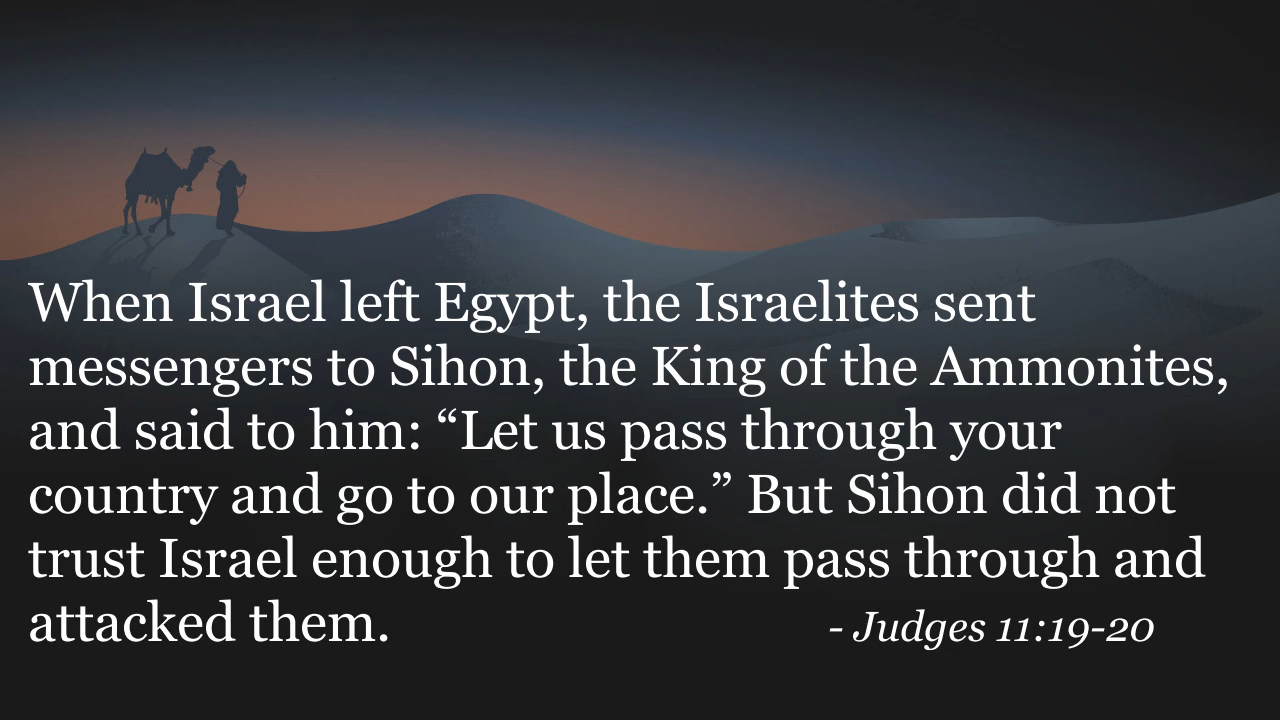 When Israel left Egypt, the Israelites sent
messengers to Sihon, the King of the Ammonites,
and said to him: “Let us pass through your
country and go to our place.” But Sihon did not
trust Israel enough to let them pass through and
attacked them.
- Judges 11:19-20